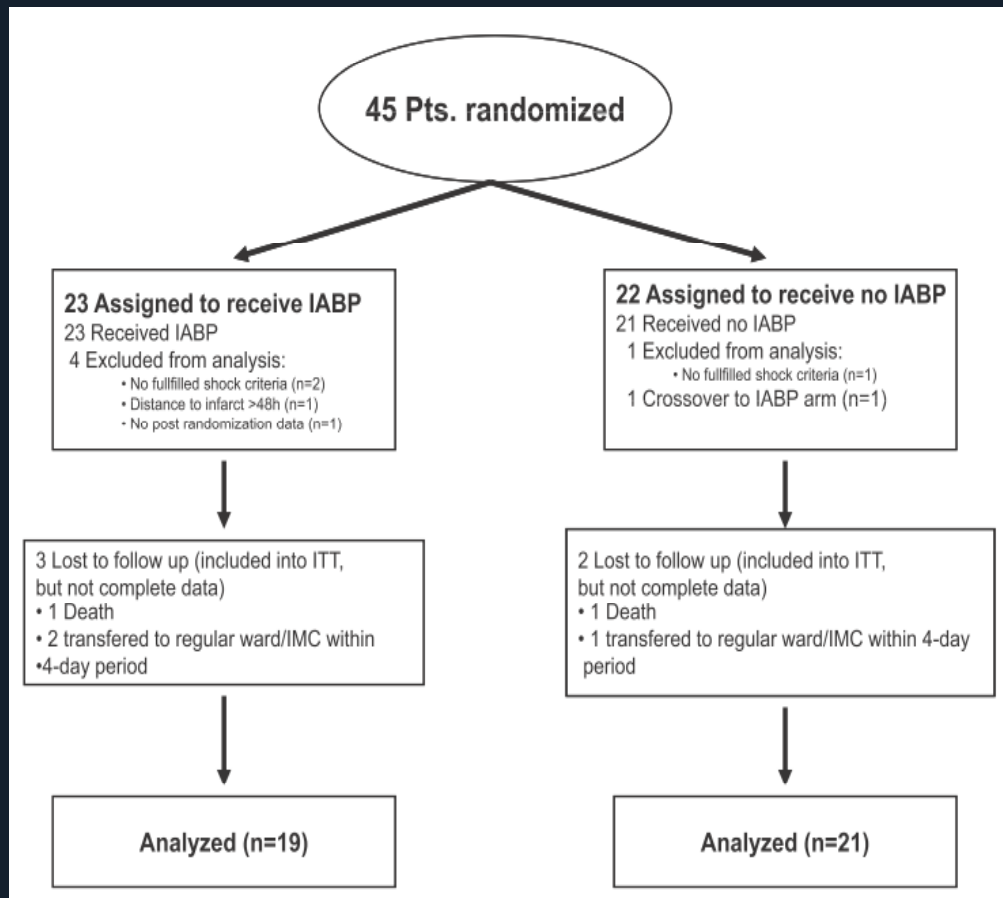 45 Pts. randomized
23 Assigned to receive IABP
23 Received IABP
4 Excluded from analysis:
• No fullfilled shock criteria (n=2)
• Distance to infarct >48h (n=1)
- No post randomization data (n=1)
22 Assigned to receive no IABP
21 Received no IABP
1 Excluded from analysis:
• No fullfilled shock criteria (n=1)
1 Crossover to IABP arm (n=1)
3 Lost to follow up (included into ITT,
but not complete data)
• 1 Death
• 2 transfered to regular ward/IMC within
•4-day period
2 Lost to follow up (included into ITT,
but not complete data)
• 1 Death
• 1 transfered to regular ward/IMC within 4-day
period
Analyzed (n=19)
Analyzed (n=21)